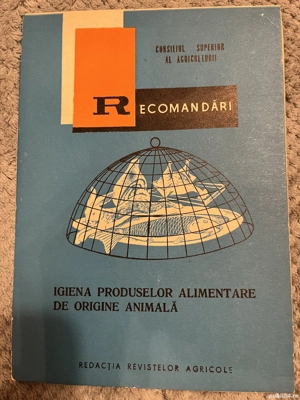 CONSILIUL SUPERIOR
AL AGRICULTURII
RECOMANDĂRI
IGIENA PRODUSELOR ALIMENTARE
DE ORIGINE ANIMALĂ
REDACȚIA REVISTELOR AGRICOLE